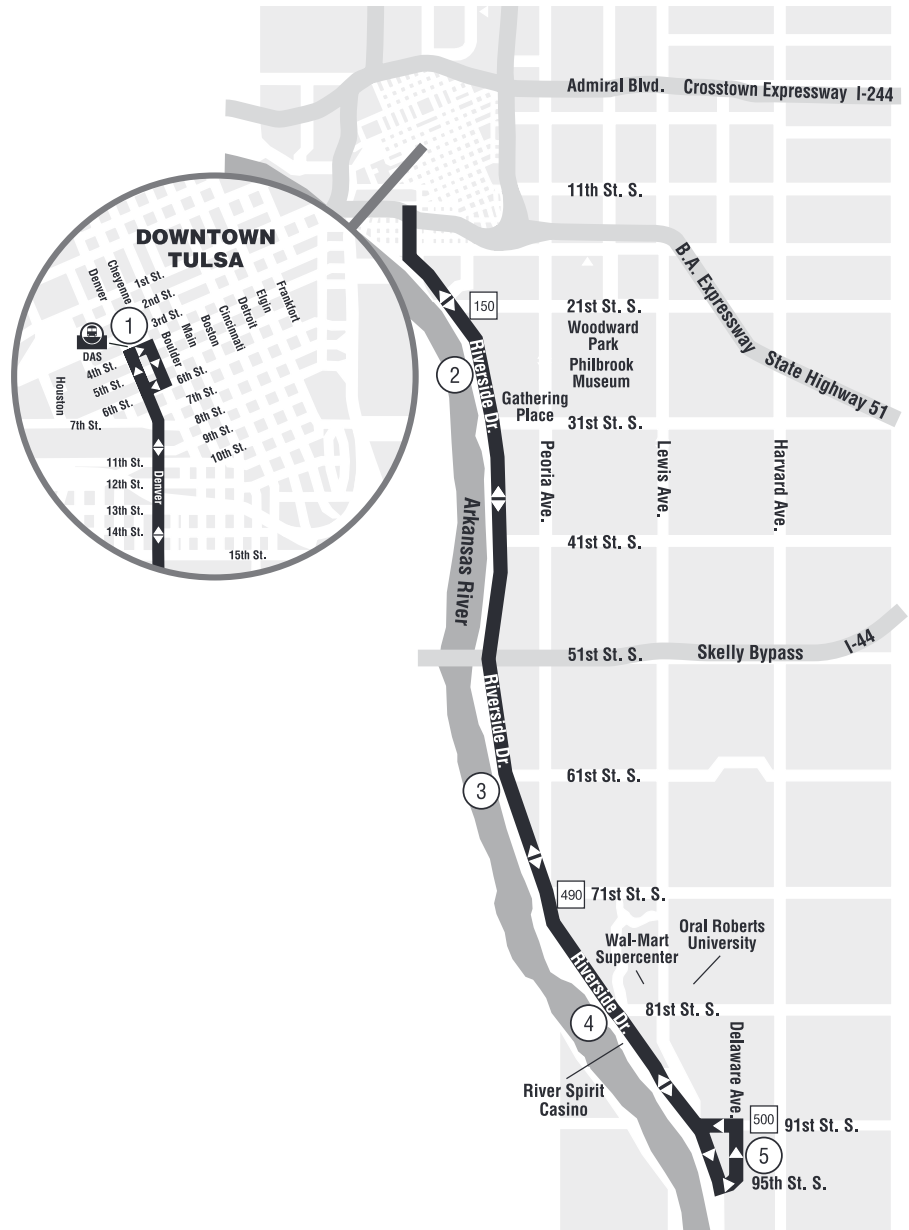 Admiral Blvd.
Crosstown Expressway I-244
11th St. S.
B.A. Expressway
State Highway 51
DOWNTOWN
TULSA
Denver
Cheyenne
1st St.
2nd St.
3rd St.
Boulder
Main
Boston
Cincinnati
Detroit
Elgin
Frankfort
1
DAS
4th St.
5th St.
6th St.
Houston
7th St.
6th St.
7th St.
8th St.
9th St.
10th St.
11th St.
12th St.
13th St.
14th St.
Denver
15th St.
150
21st St. S.
Woodward
Park
Philbrook
Museum
2
Riverside Dr.
Gathering
Place
31st St. S.
Peoria Ave.
Lewis Ave.
Harvard Ave.
Arkansas River
41st St. S.
51st St. S.
Skelly Bypass
I-44
Riverside Dr.
61st St. S.
3
490
71st St. S.
Wal-Mart
Supercenter
Oral Roberts
University
Riverside Dr.
81st St. S.
4
River Spirit
Casino
Delaware Ave.
500
91st St. S.
5
95th St. S.